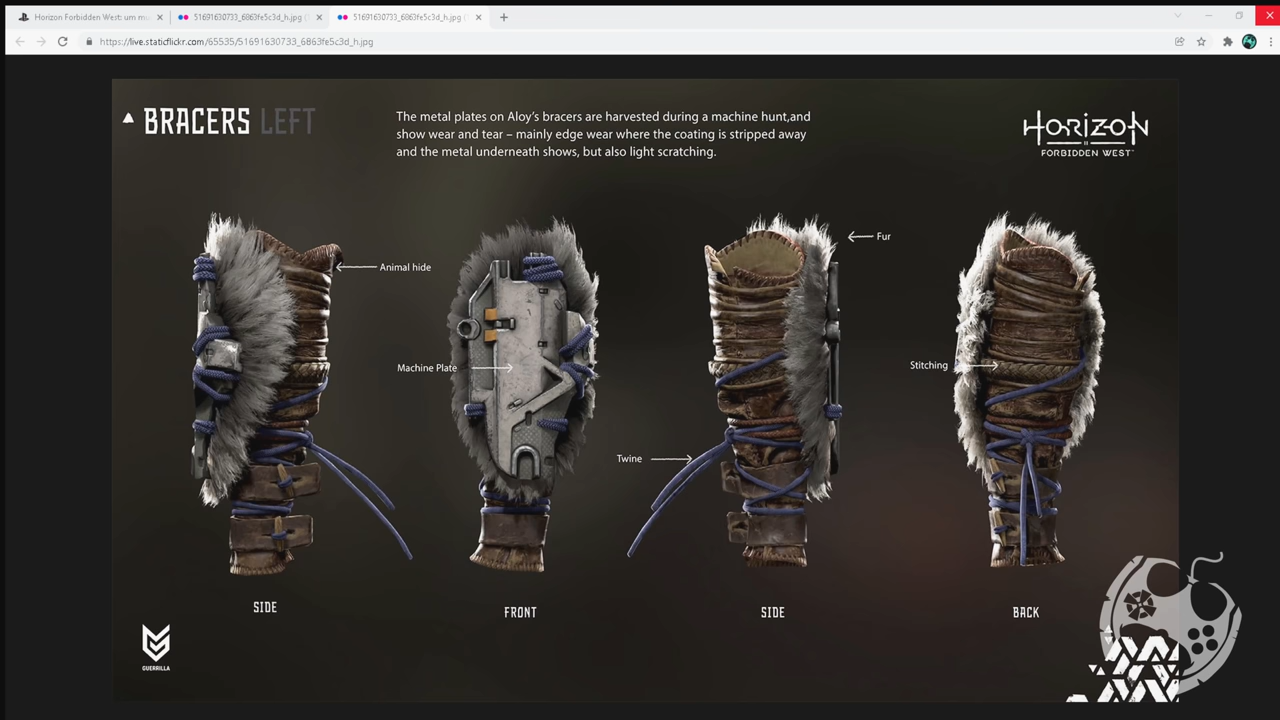 Horizon Forbidden West: um mu
51691630733_6863fe5c3d_h.jpg (
51691630733_6863fe5c3d_h.jpg (
https://live.staticflickr.com/65535/51691630733_6863fe5c3d_h.jpg
BRACERS LEFT
The metal plates on Aloy's bracers are harvested during a machine hunt,and
show wear and tear – mainly edge wear where the coating is stripped away
and the metal underneath shows, but also light scratching.
HORIZON
II
FORBIDDEN WEST™
Fur
Animal hide
Machine Plate
Stitching
Twine
SIDE
FRONT
SIDE
BACK
GUERRILLA